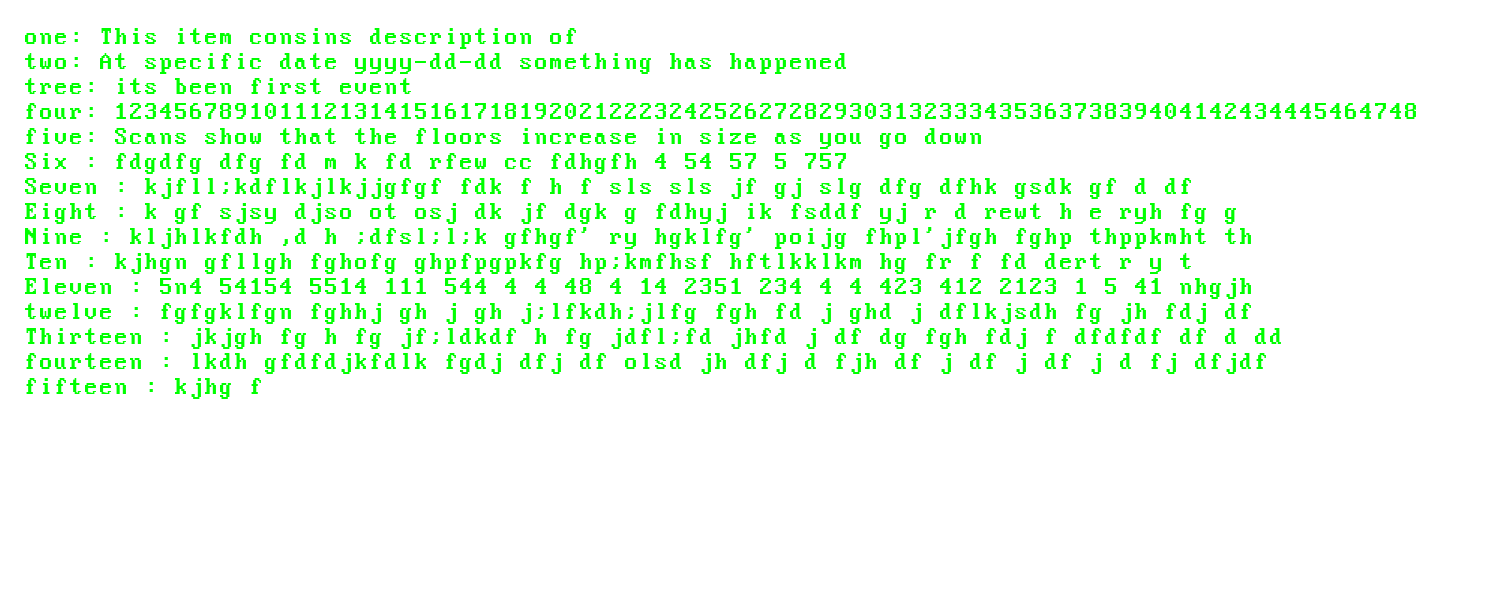 one: This item consins description of
two: At specific date yyyy-dd-dd something has happened
tree: its been first event
four: 123456789101112131415161718192021222324252627282930313233343536373839404142434445464748
five: Scans show that the floors increase in size as you go down
Six : fdgdfg dfg fd m k fd rfew cc fdhgfh 4 54 57 5 757
Seven : kjfll;kdflkjlkjjgfgf fdk f h f sls sls jf gj slg dfg dfhk gsdk gf d df
Eight : k gf sjsy djso ot osj dk jf dgk g fdhyj ik fsddf yj r d rewt h e ryh fg g
Nine : kljhlkfdh ,d h ;dfsl;l;k gfhgf' ry hgklfg' poijg fhpl'jfgh fghp thppkmht th
Ten : kjhgn gfllgh fghofg ghpfpgpkfg hp;kmfhsf hftlkklkm hg fr f fd dert r y t
Eleven : 5n4 54154 5514 111 544 4 4 48 4 14 2351 234 4 4 423 412 2123 1 5 41 nhgjh
twelve : fgfgklfgn fghhj gh j gh j;lfkdh;jlfg fgh fd j ghd j dflkjsdh fg jh fdj df
Thirteen : jkjgh fg h fg jf;ldkdf h fg jdfl;fd jhfd j df dg fgh fdj f dfdfdf df d dd
fourteen : lkdh gfdfdjkfdlk fgdj dfj df olsd jh dfj d fjh df j df j df j d fj dfjdf
fifteen : kjhg f